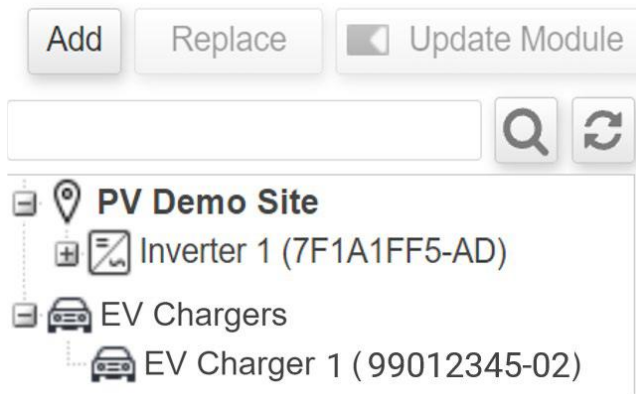 Add Replace Update Module
PV Demo Site
Inverter 1 (7F1A1FF5-AD)
EV Chargers
EV Charger 1 (99012345-02)